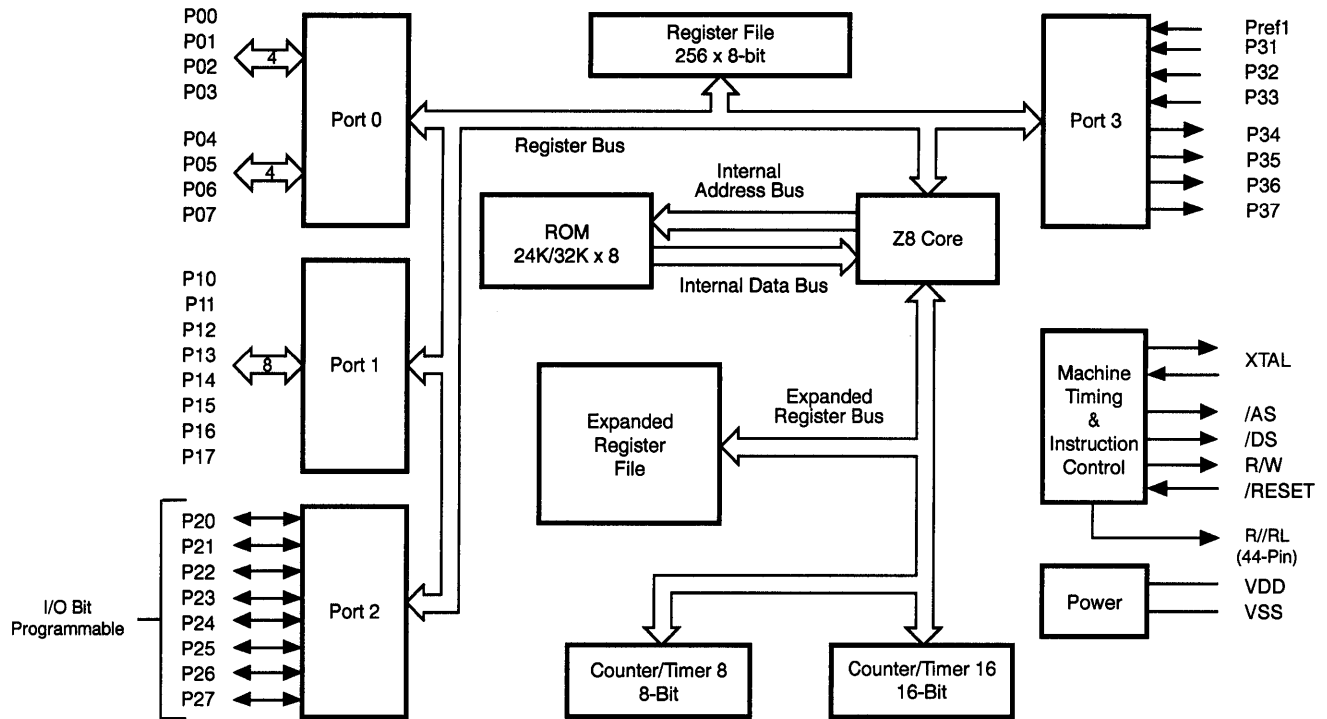 P00
P01
P02
P03
4
P04
P05
P06
P07
4
Port 0
Register File
256 x 8-bit
Port 3
Pref1
P31
P32
P33
P34
P35
P36
P37
Register Bus
Internal
Address Bus
ROM
24K/32K x 8
Z8 Core
Internal Data Bus
P10
P11
P12
P13
P14
P15
P16
P17
8
Port 1
Expanded
Register
File
Expanded
Register Bus
Machine
Timing
&
Instruction
Control
XTAL
/AS
/DS
R/W
/RESET
R//RL
(44-Pin)
I/O Bit
Programmable
P20
P21
P22
P23
P24
P25
P26
P27
Port 2
Power
VDD
VSS
Counter/Timer 8
8-Bit
Counter/Timer 16
16-Bit